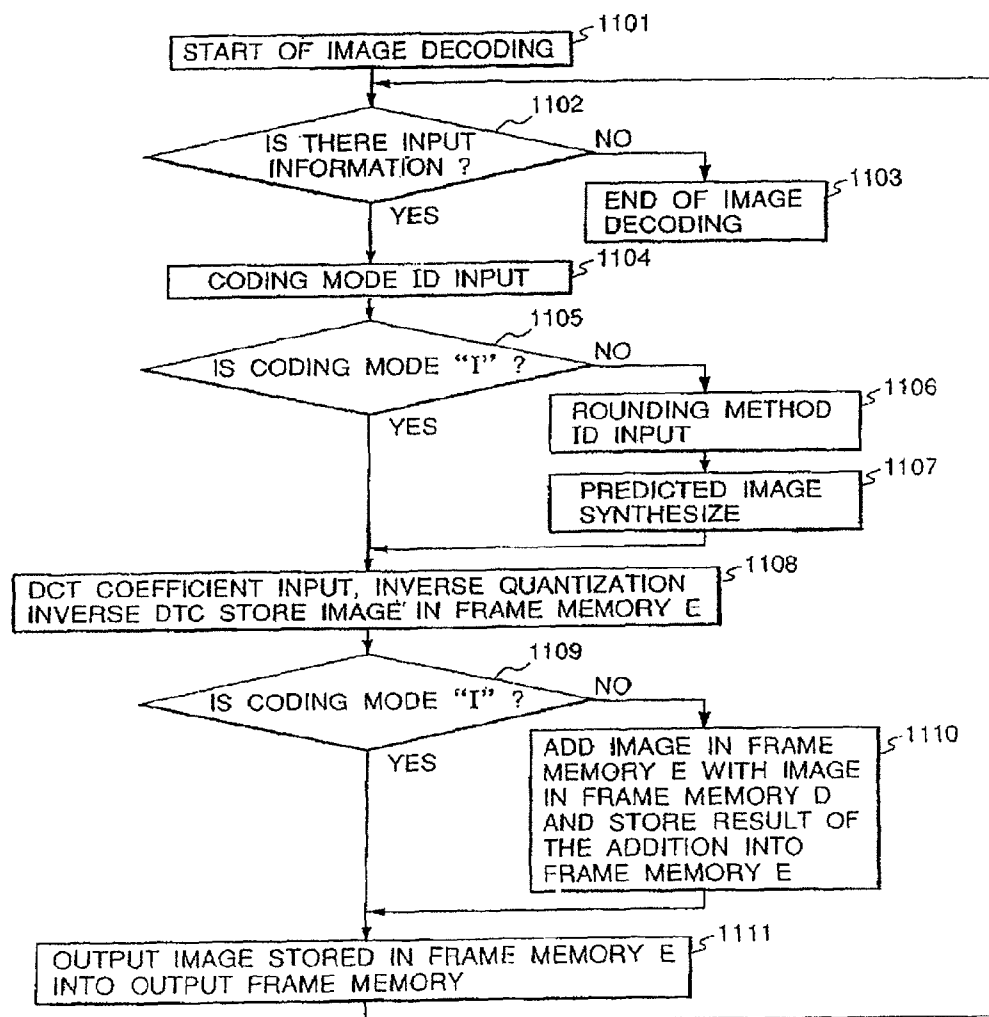 1101
START OF IMAGE DECODING
1102
IS THERE INPUT
INFORMATION ?
NO
YES
1103
END OF IMAGE
DECODING
1104
CODING MODE ID INPUT
1105
IS CODING MODE "I" ?
NO
YES
1106
ROUNDING METHOD
ID INPUT
1107
PREDICTED IMAGE
SYNTHESIZE
1108
DCT COEFFICIENT INPUT, INVERSE QUANTIZATION
INVERSE DTC STORE IMAGE' IN FRAME MEMORY E
1109
IS CODING MODE "I" ?
NO
YES
1110
ADD IMAGE IN FRAME
MEMORY E WITH IMAGE
IN FRAME MEMORY D
AND STORE RESULT OF
THE ADDITION INTO
FRAME MEMORY E
1111
OUTPUT IMAGE STORED IN FRAME MEMORY E
INTO OUTPUT FRAME MEMORY